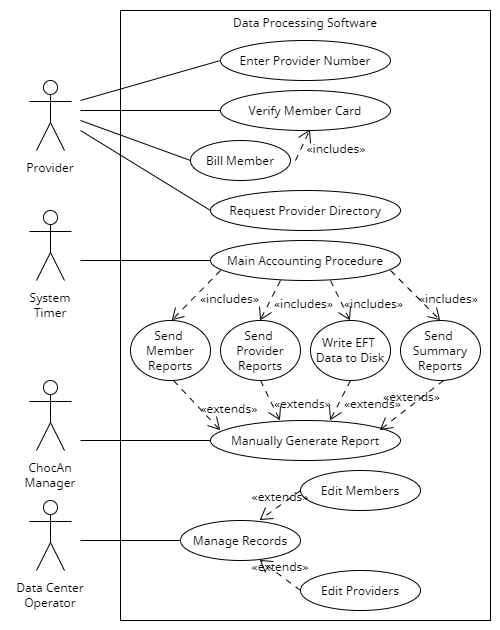 Data Processing Software
Enter Provider Number
Verify Member Card
«includes»
Bill Member
Provider
Request Provider Directory
Main Accounting Procedure
System
Timer
«includes»
«includes»
«includes»
«includes»
Send
Member
Reports
Send
Provider
Reports
Write EFT
Data to Disk
Send
Summary
Reports
«extends»
«extends»
«extends»
«extends»
Manually Generate Report
ChocAn
Manager
Edit Members
«extends»
Manage Records
«extends»
Edit Providers
Data Center
Operator